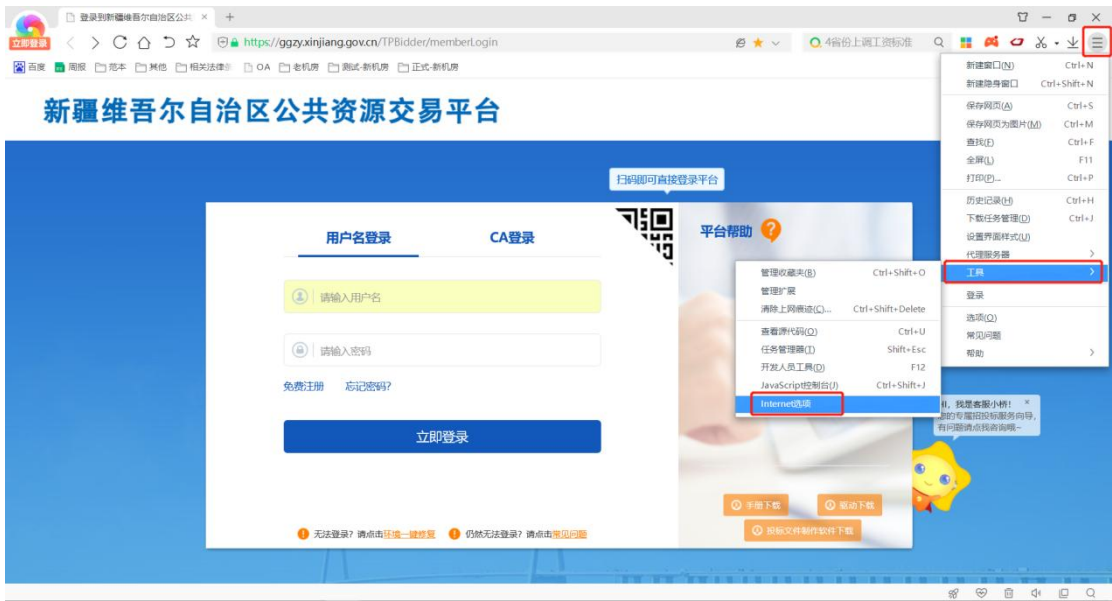 登录到新疆维吾尔自治区公共
立即登录
https://ggzy.xinjiang.gov.cn/TPBidder/memberLogin
4省份上调工资标准
百度 周报 范本 其他 相关法律 OA 老机房 测试-新机房 正式-新机房
新疆维吾尔自治区公共资源交易平台
扫码即可直接登录平台
用户名登录 CA登录
请输入用户名
请输入密码
免费注册 忘记密码?
立即登录
无法登录? 请点击环境一键修复 仍然无法登录? 请点击常见问题
平台帮助
手册下载 驱动下载
投标文件制作软件下载
新建窗口(N) Ctrl+N
新建隐身窗口 Ctrl+Shift+N
保存网页(A) Ctrl+S
保存网页为图片(M) Ctrl+M
查找(F) Ctrl+F
全屏(L) F11
打印(P)... Ctrl+P
历史记录(H) Ctrl+H
下载任务管理(D) Ctrl+J
设置界面样式(U)
代理服务器
工具
登录
选项(O)
常见问题
帮助
管理收藏夹(B) Ctrl+Shift+O
管理扩展
清除上网痕迹(C)... Ctrl+Shift+Delete
查看源代码(O) Ctrl+U
任务管理器(T) Shift+Esc
开发人员工具(D) F12
JavaScript控制台(J) Ctrl+Shift+J
Internet选项
我是客服小桥!
的专属招投标服务向导,
有问题请点我咨询哦~